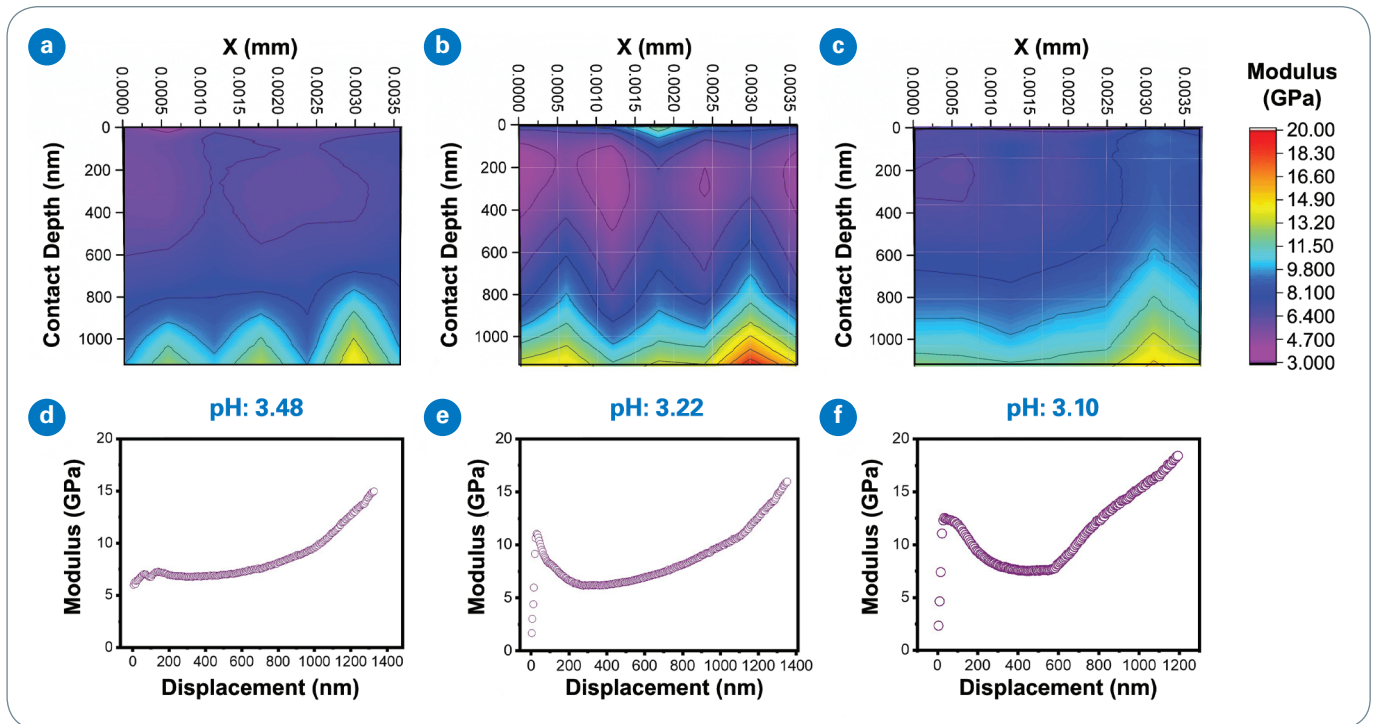 a
X (mm)
0.0000 0.0005 0.0010 0.0015 0.0020 0.0025 0.0030 0.0035
Contact Depth (nm)
0
200
400
600
800
1000
b
X (mm)
0.0000 0.0005 0.0010 0.0015 0.0020 0.0025 0.0030 0.0035
Contact Depth (nm)
0
200
400
600
800
1000
c
X (mm)
0.0000 0.0005 0.0010 0.0015 0.0020 0.0025 0.0030 0.0035
Contact Depth (nm)
0
200
400
600
800
1000
Modulus
(GPa)
20.00
18.30
16.60
14.90
13.20
11.50
9.800
8.100
6.400
4.700
3.000
d
pH: 3.48
Modulus (GPa)
20
15
10
5
0
0 200 400 600 800 1000 1200 1400
Displacement (nm)
e
pH: 3.22
Modulus (GPa)
20
15
10
5
0
0 200 400 600 800 1000 1200 1400
Displacement (nm)
f
pH: 3.10
Modulus (GPa)
20
15
10
5
0
0 200 400 600 800 1000 1200
Displacement (nm)